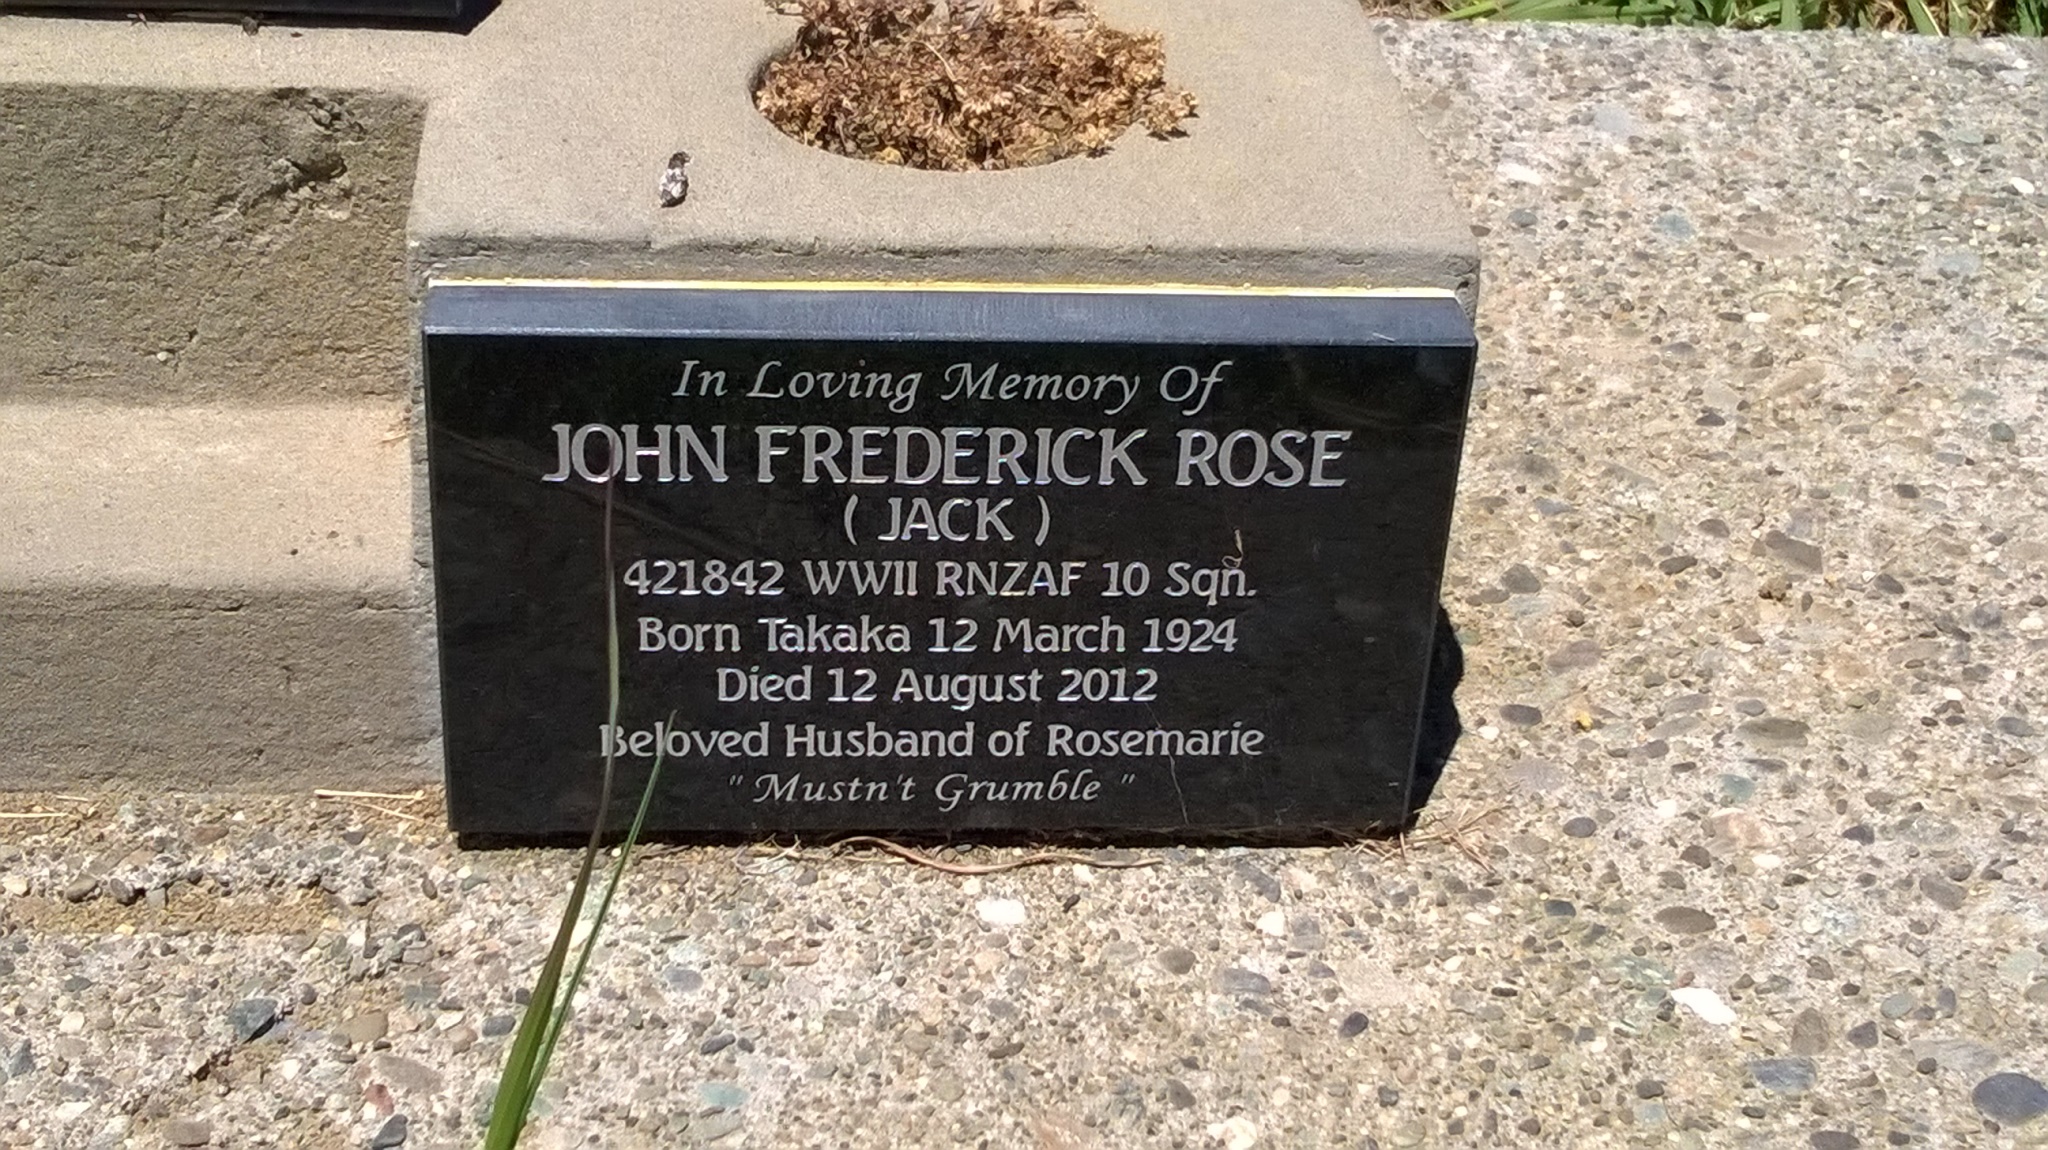 In Loving Memory Of
JOHN FREDERICK ROSE
( JACK )
421842 WWII RNZAF 10 Sqn.
Born Takaka 12 March 1924
Died 12 August 2012
Beloved Husband of Rosemarie
" Mustn't Grumble "